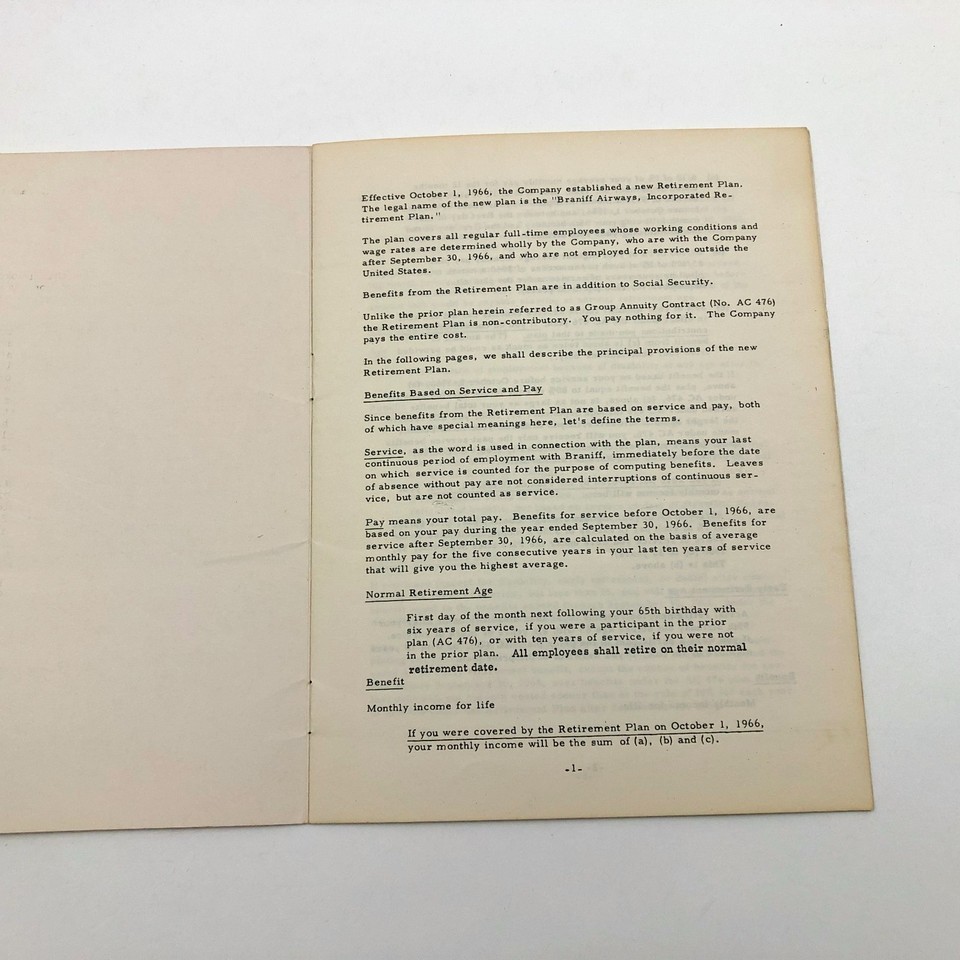 Effective October 1, 1966, the Company established a new Retirement Plan.
The legal name of the new plan is the "Braniff Airways, Incorporated Re-
tirement Plan."
The plan covers all regular full-time employees whose working conditions and
wage rates are determined wholly by the Company, who are with the Company
after September 30, 1966, and who are not employed for service outside the
United States.
Benefits from the Retirement Plan are in addition to Social Security.
Unlike the prior plan herein referred to as Group Annuity Contract (No. AC 476)
the Retirement Plan is non-contributory. You pay nothing for it. The Company
pays the entire cost.
In the following pages, we shall describe the principal provisions of the new
Retirement Plan.
Benefits Based on Service and Pay
Since benefits from the Retirement Plan are based on service and pay, both
of which have special meanings here, let's define the terms.
Service, as the word is used in connection with the plan, means your last
continuous period of employment with Braniff, immediately before the date
on which service is counted for the purpose of computing benefits. Leaves
of absence without pay are not considered interruptions of continuous ser-
vice, but are not counted as service.
Pay means your total pay. Benefits for service before October 1, 1966, are
based on your pay during the year ended September 30, 1966. Benefits for
service after September 30, 1966, are calculated on the basis of average
monthly pay for the five consecutive years in your last ten years of service
that will give you the highest average.
Normal Retirement Age
First day of the month next following your 65th birthday with
six years of service, if you were a participant in the prior
plan (AC 476), or with ten years of service, if you were not
in the prior plan. All employees shall retire on their normal
retirement date.
Benefit
Monthly income for life
If you were covered by the Retirement Plan on October 1, 1966,
your monthly income will be the sum of (a), (b) and (c).
-1-